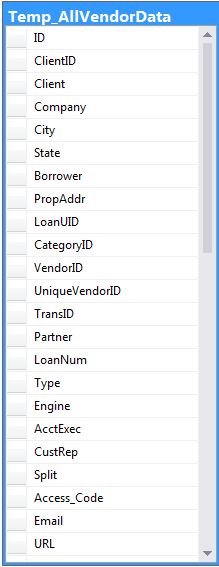 Temp_AllVendorData
ID
ClientID
Client
Company
City
State
Borrower
PropAddr
LoanUID
CategoryID
VendorID
UniqueVendorID
TransID
Partner
LoanNum
Type
Engine
AcctExec
CustRep
Split
Access_Code
Email
URL